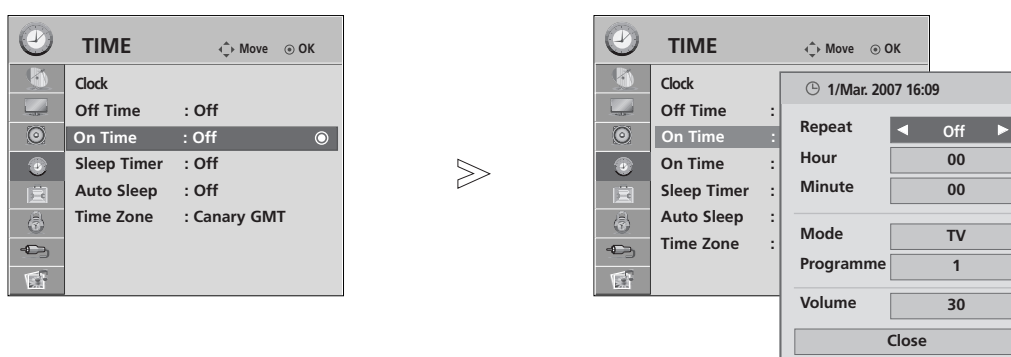 TIME Move OK
Clock
Off Time : Off
On Time : Off
Sleep Timer : Off
Auto Sleep : Off
Time Zone : Canary GMT
TIME Move OK
Clock
Off Time :
On Time :
On Time :
Sleep Timer :
Auto Sleep :
Time Zone :
1/Mar. 2007 16:09
Repeat Off
Hour 00
Minute 00
Mode TV
Programme 1
Volume 30
Close